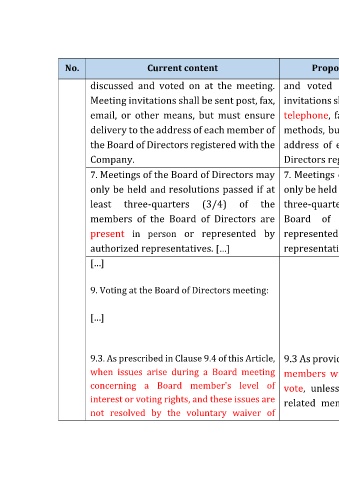 No. Current content Propo
discussed and voted on at the meeting.
Meeting invitations shall be sent post, fax,
email, or other means, but must ensure
delivery to the address of each member of
the Board of Directors registered with the
Company.
and voted
invitations s
telephone, fa
methods, bu
address of e
Directors reg
7. Meetings of the Board of Directors may
only be held and resolutions passed if at
least three-quarters (3/4) of the
members of the Board of Directors are
present in person or represented by
authorized representatives. [...]
7. Meetings
only be held
three-quarte
Board of
represented
representati
[...]
9. Voting at the Board of Directors meeting:
[...]
9.3. As prescribed in Clause 9.4 of this Article,
when issues arise during a Board meeting
concerning a Board member's level of
interest or voting rights, and these issues are
not resolved by the voluntary waiver of
9.3 As provid
members w
vote, unless
related mem